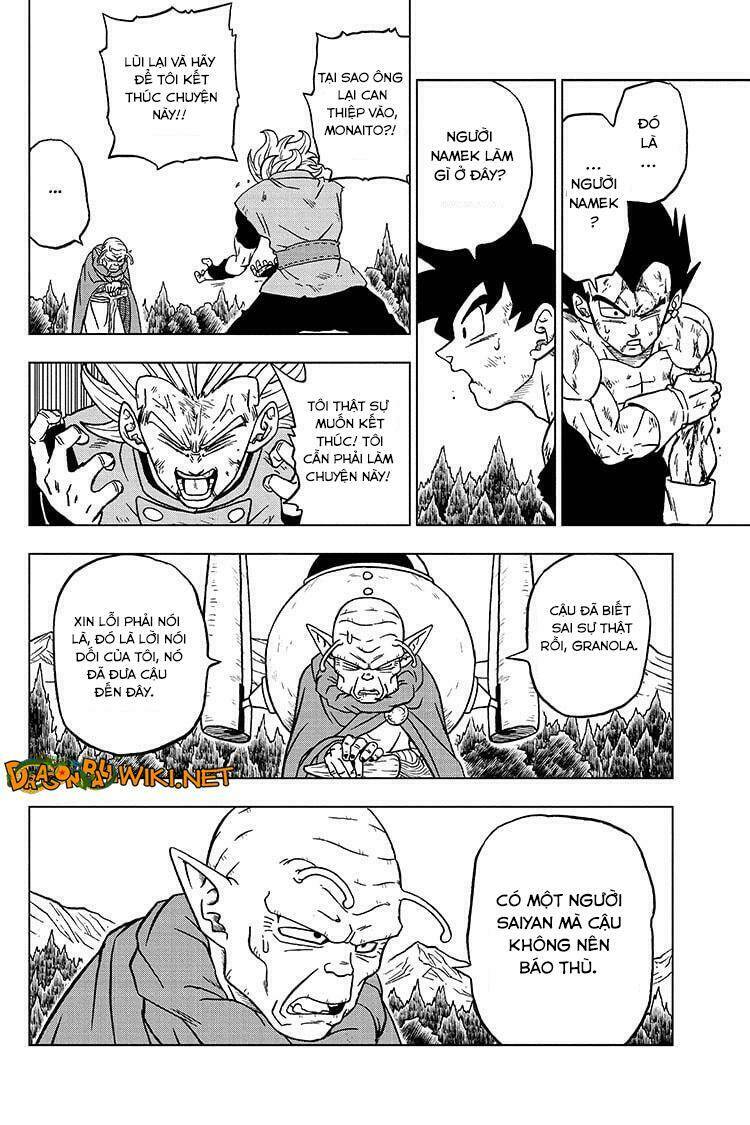 ĐÓ
LÀ
...
...
NGƯỜI
NAMEK
?
NGƯỜI
NAMEK LÀM
GÌ Ở ĐÂY?
TẠI SAO ÔNG
LẠI CAN
THIỆP VÀO,
MONAITO?!
LÙI LẠI VÀ HÃY
ĐỂ TÔI KẾT
THÚC CHUYỆN
NÀY!!
...
TÔI THẬT SỰ
MUỐN KẾT
THÚC! TÔI
CẦN PHẢI LÀM
CHUYỆN NÀY!
CẬU ĐÃ BIẾT
SAI SỰ THẬT
RỒI, GRANOLA.
XIN LỖI PHẢI NÓI
LÀ, ĐÓ LÀ LỜI NÓI
DỐI CỦA TÔI, NÓ
ĐÃ ĐƯA CẬU
ĐẾN ĐÂY.
DRAGON BALL WIKI.NET
CÓ MỘT NGƯỜI
SAIYAN MÀ CẬU
KHÔNG NÊN
BÁO THÙ.